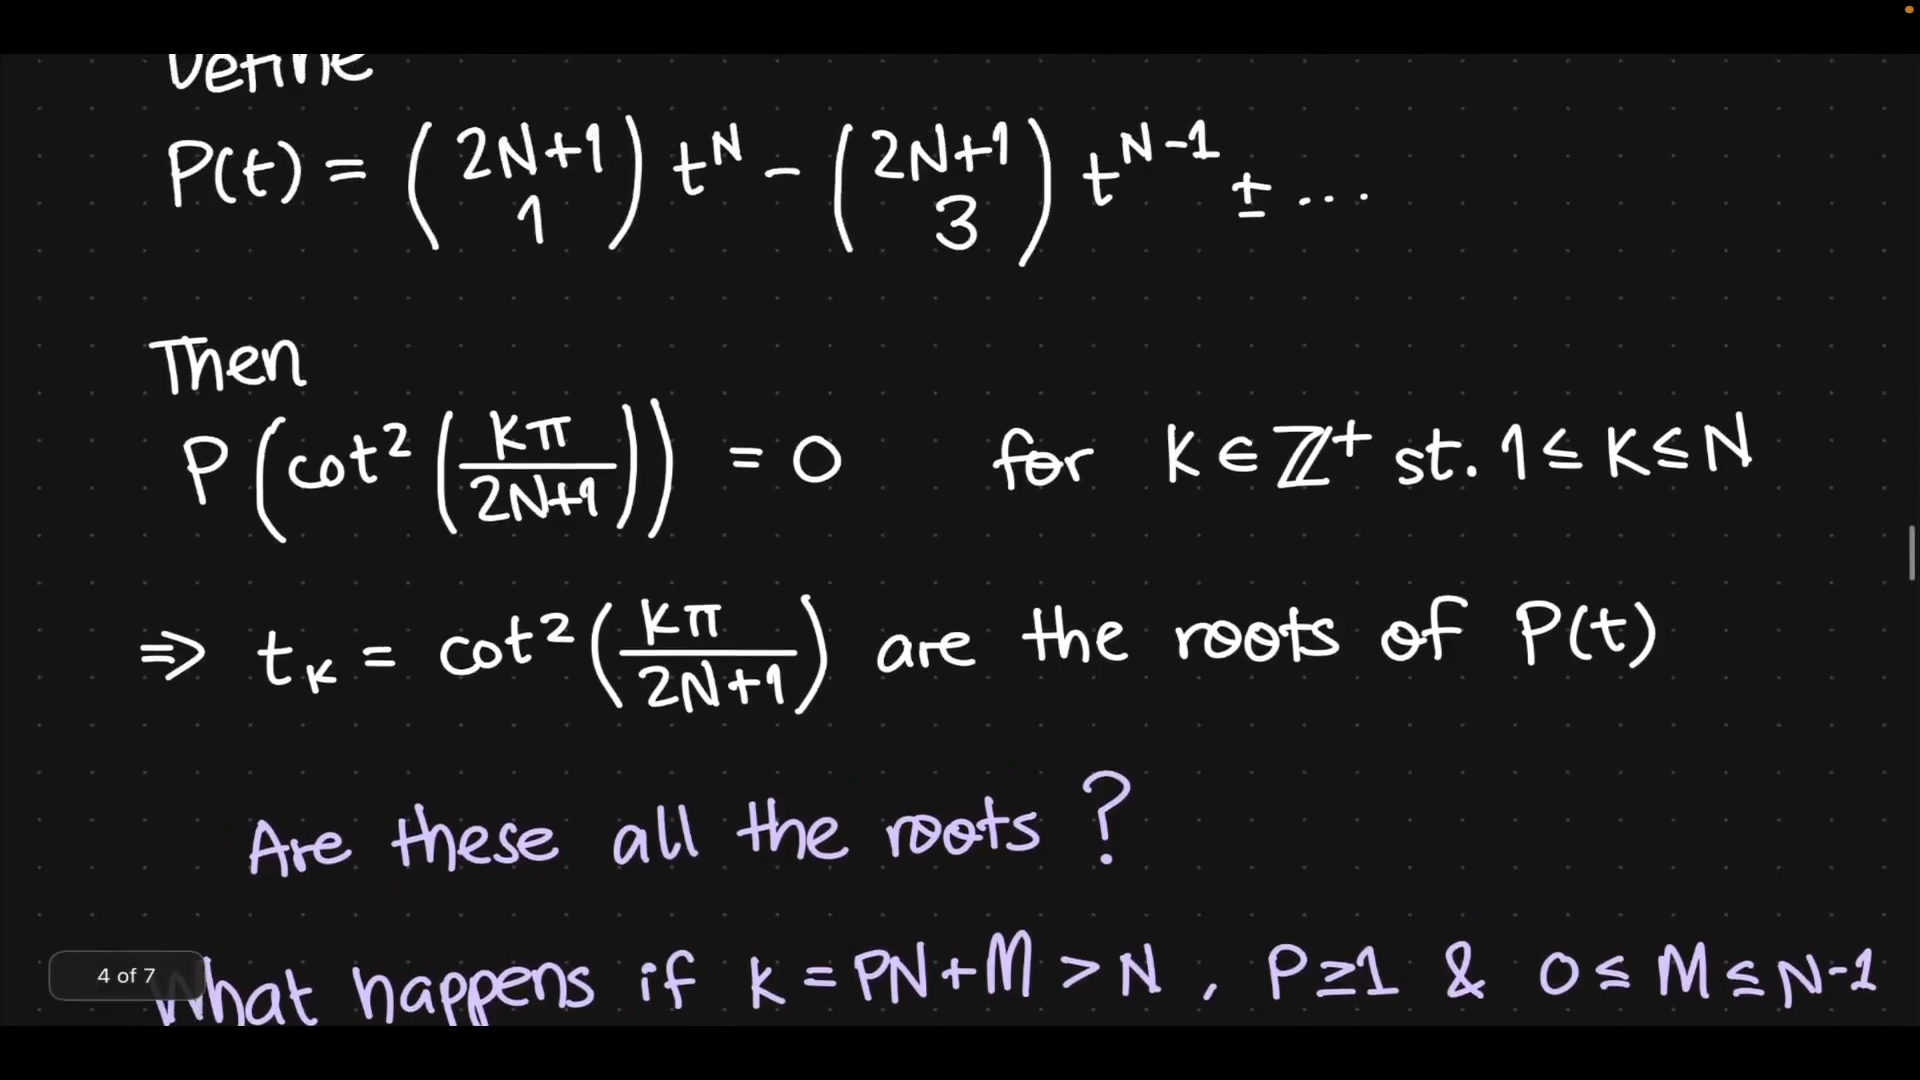 Define
P(t) = (2N+1 1) t^N - (2N+1 3) t^{N-1} ± ...
Then
P(cot²(kπ/2N+1)) = 0 for k ∈ ℤ⁺ st. 1 ≤ k ≤ N
⇒ t_k = cot²(kπ/2N+1) are the roots of P(t)
Are these all the roots ?
What happens if k = PN+M > N , P≥1 & 0 ≤ M ≤ N-1
4 of 7